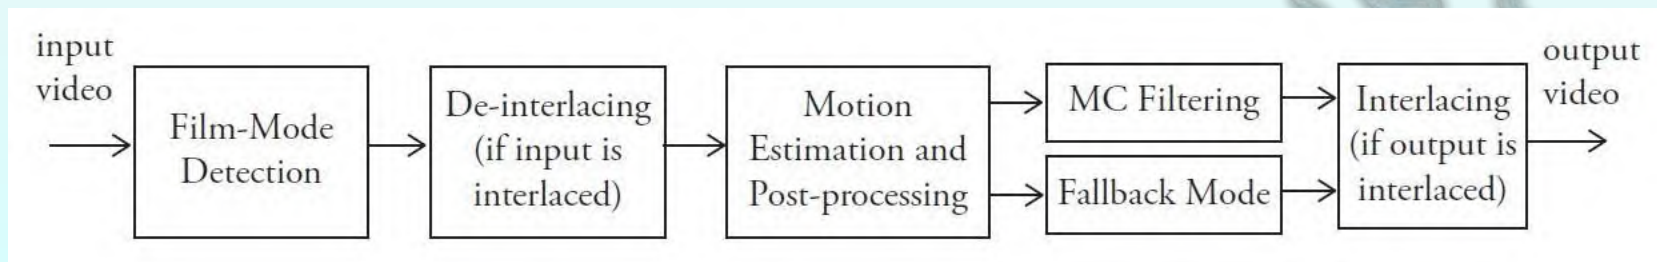 input
video
Film-Mode
Detection
De-interlacing
(if input is
interlaced)
Motion
Estimation and
Post-processing
MC Filtering
Fallback Mode
Interlacing
(if output is
interlaced)
output
video